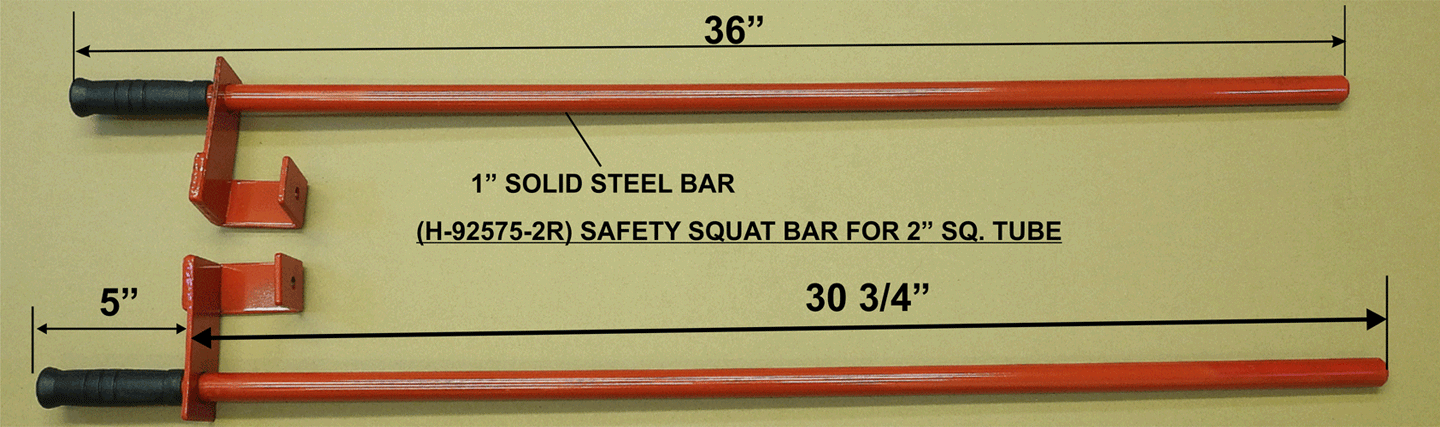 36”
1” SOLID STEEL BAR
(H-92575-2R) SAFETY SQUAT BAR FOR 2” SQ. TUBE
5”
30 3/4”